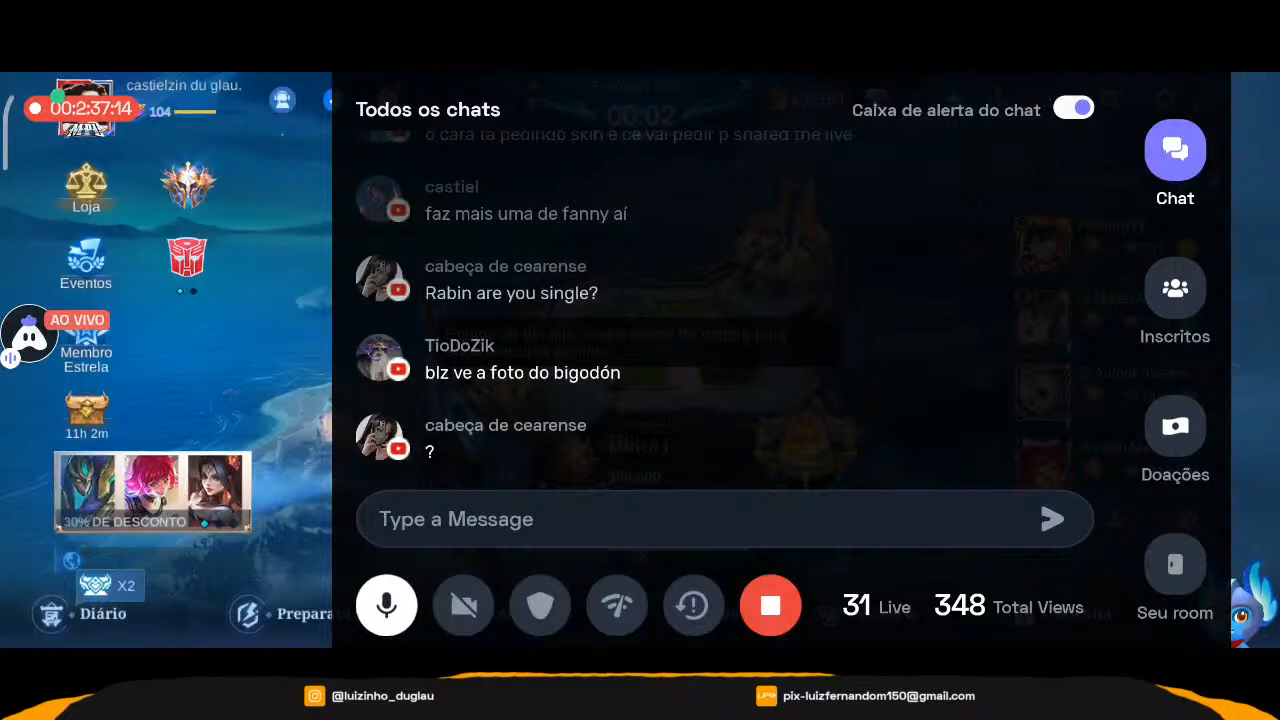 castielzin du glau.
00:2:37:14
104
Loja
Eventos
AO VIVO
Membro
Estrela
11h 2m
30% DE DESCONTO
X2
Diário
Prepara
Todos os chats
Caixa de alerta do chat
00:02
o cara ta pedindo skin e ce vai pedir p shared the live
castiel
faz mais uma de fanny aí
cabeça de cearense
Rabin are you single?
TioDoZik
blz ve a foto do bigodón
cabeça de cearense
?
Type a Message
31 Live
348 Total Views
Chat
Inscritos
Doações
Seu room
@luizinho_duglau
pix-luizfernandom150@gmail.com